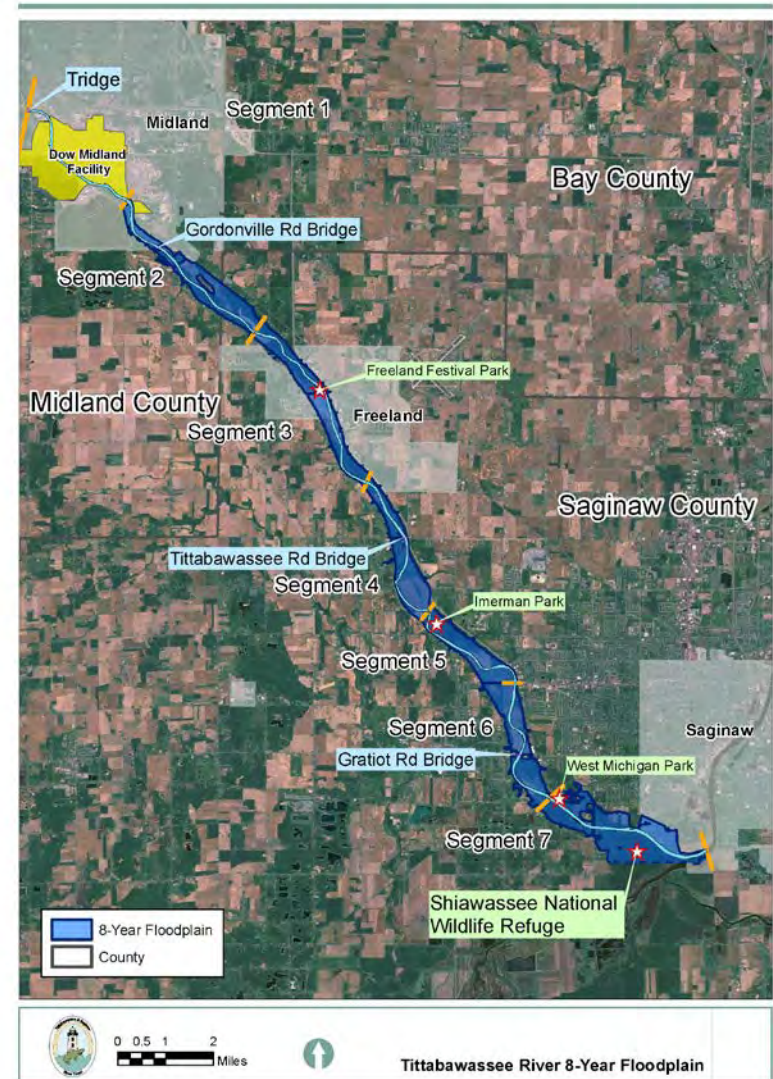 Tridge
Segment 1
Midland
Dow Midland
Facility
Bay County
Gordonville Rd Bridge
Segment 2
Freeland Festival Park
Midland County
Freeland
Segment 3
Saginaw County
Tittabawassee Rd Bridge
Segment 4
Imerman Park
Segment 5
Segment 6
Saginaw
Gratiot Rd Bridge
West Michigan Park
Segment 7
Shiawassee National
Wildlife Refuge
8-Year Floodplain
County
0 0.5 1 2
Miles
Tittabawassee River 8-Year Floodplain